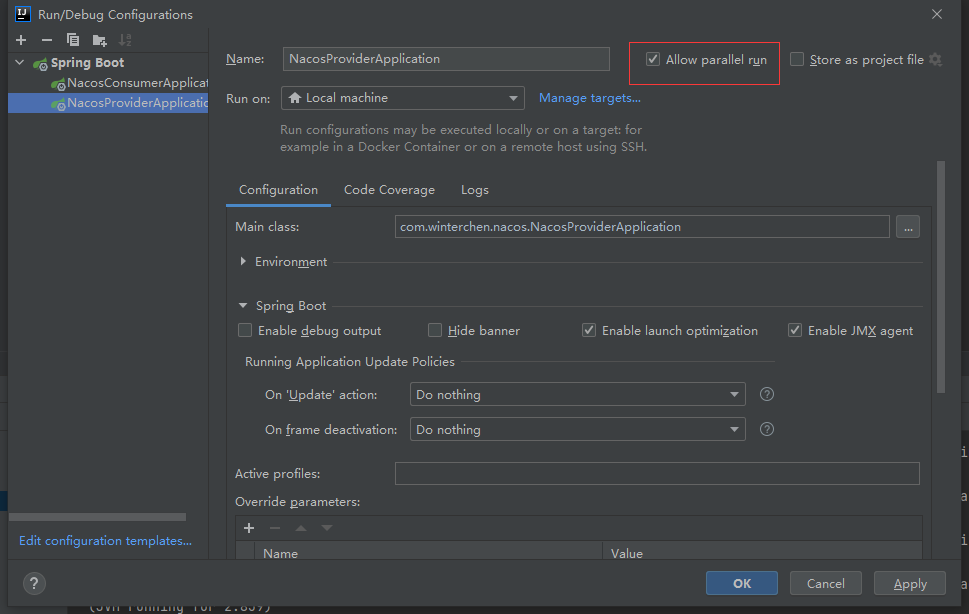 Run/Debug Configurations
Spring Boot
NacosConsumerApplicat
NacosProviderApplicatic
Edit configuration templates...
Name: NacosProviderApplication Allow parallel run Store as project file
Run on: Local machine Manage targets...
Run configurations may be executed locally or on a target: for
example in a Docker Container or on a remote host using SSH.
Configuration Code Coverage Logs
Main class: com.winterchen.nacos.NacosProviderApplication ...
Environment
Spring Boot
Enable debug output Hide banner Enable launch optimization Enable JMX agent
Running Application Update Policies
On 'Update' action: Do nothing ?
On frame deactivation: Do nothing ?
Active profiles:
Override parameters:
Name Value
? OK Cancel Apply